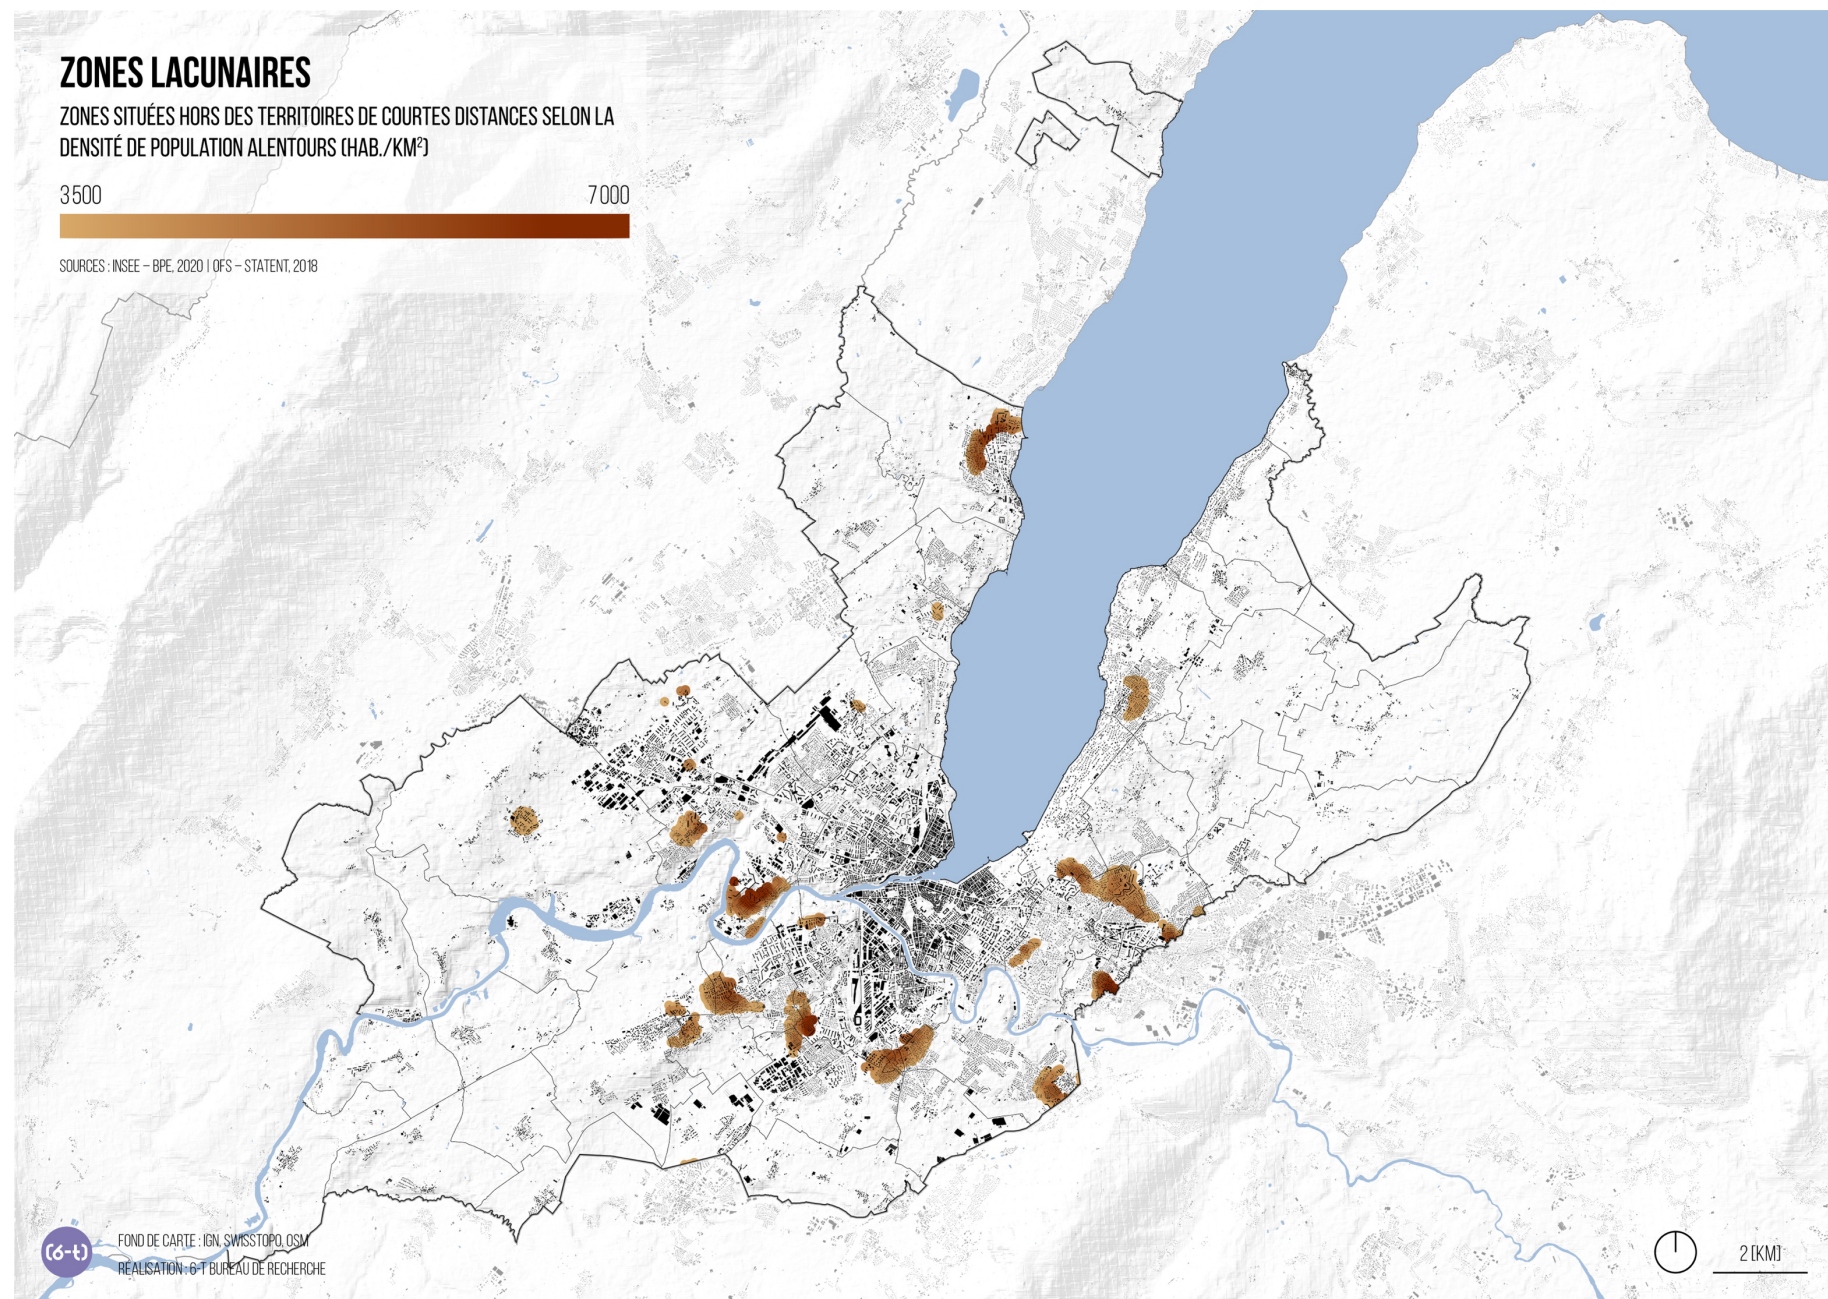 ZONES LACUNAIRES
ZONES SITUÉES HORS DES TERRITOIRES DE COURTES DISTANCES SELON LA
DENSITÉ DE POPULATION ALENTOURS (HAB./KM²)
3500 7000
SOURCES : INSEE – BPE, 2020 | OFS – STATENT, 2018
(6-t)
FOND DE CARTE : IGN, SWISSTOPO, OSM
RÉALISATION : 6-T BUREAU DE RECHERCHE
2 [KM]